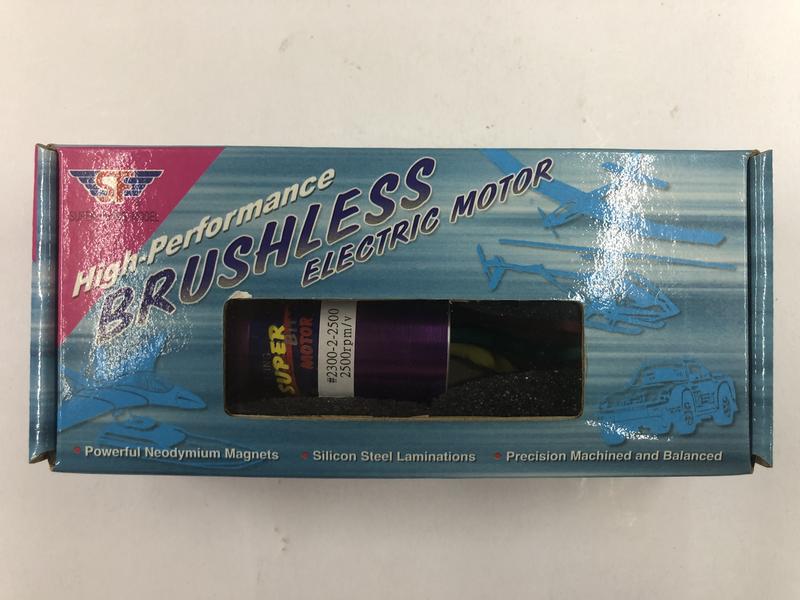 SF
High-Performance
BRUSHLESS
ELECTRIC MOTOR
SUPER
MOTOR
#2300-2-2500
2500rpm/v
• Powerful Neodymium Magnets • Silicon Steel Laminations • Precision Machined and Balanced